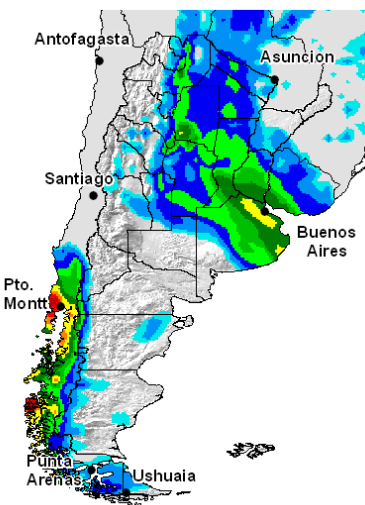 Antofagasta
Asuncion
Santiago
Buenos
Aires
Pto.
Montt
Punta
Arenas
Ushuaia